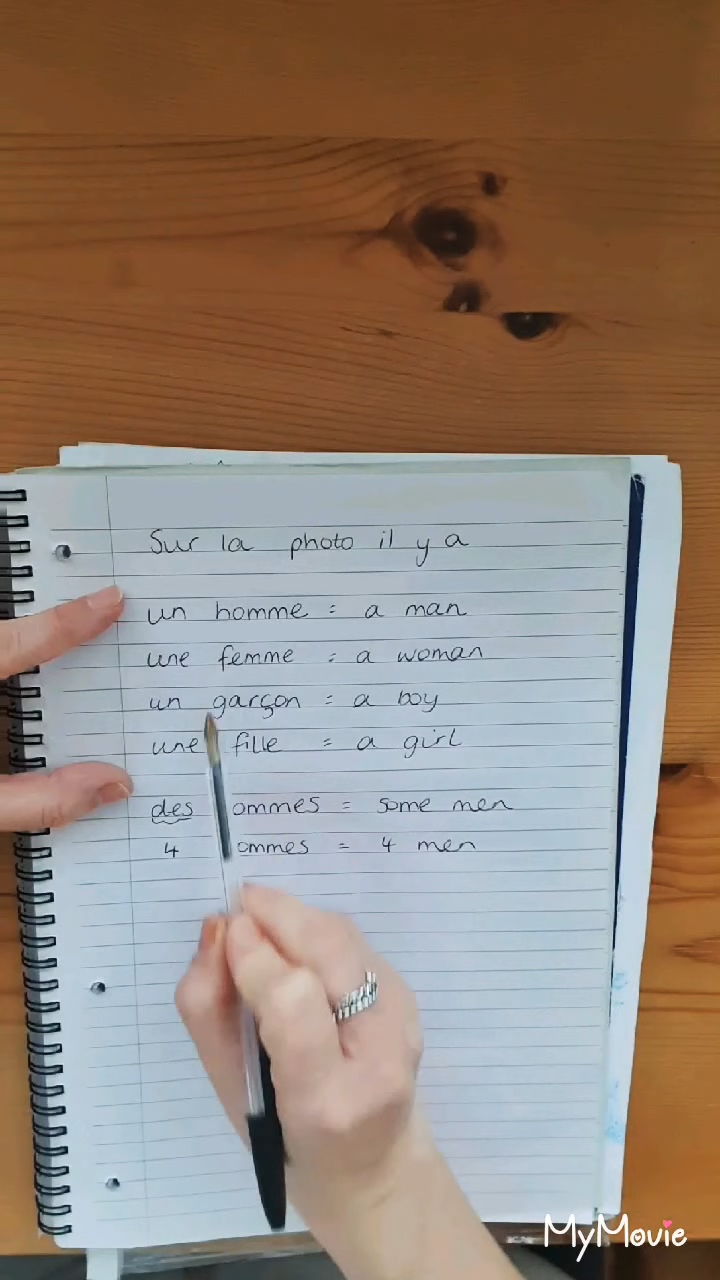 Sur la photo il y a
un homme = a man
une femme = a woman
un garçon = a boy
une fille = a girl
des ommes = some men
4 ommes = 4 men
MyMovie